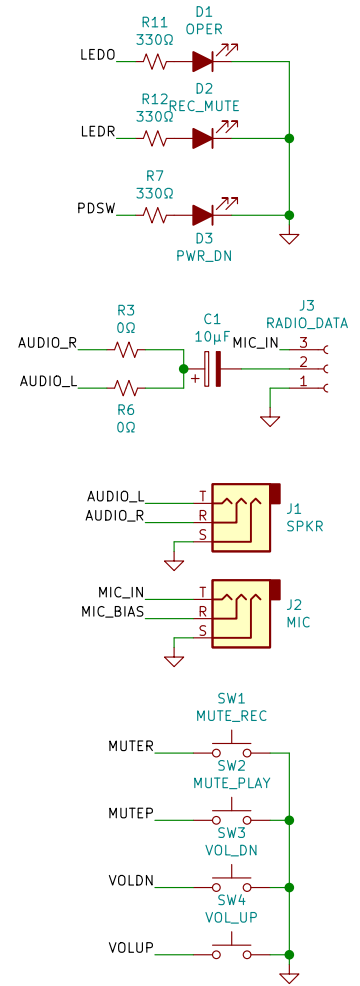 D1
OPER
R11
330Ω
LEDO
D2
REC_MUTE
R12
330Ω
LEDR
R7
330Ω
PDSW
D3
PWR_DN
J3
RADIO_DATA
R3
0Ω
C1
10µF
AUDIO_R
MIC_IN
3
2
AUDIO_L
+
1
R6
0Ω
AUDIO_L
T
AUDIO_R
R
S
J1
SPKR
MIC_IN
T
MIC_BIAS
R
S
J2
MIC
SW1
MUTE_REC
MUTER
SW2
MUTE_PLAY
MUTEP
SW3
VOL_DN
VOLDN
SW4
VOL_UP
VOLUP